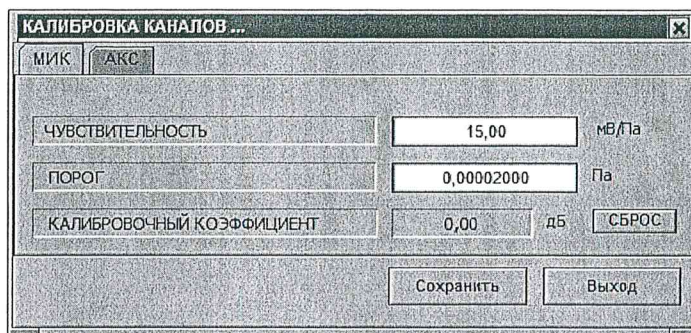 КАЛИБРОВКА КАНАЛОВ ...
МИК АКС
ЧУВСТВИТЕЛЬНОСТЬ 15,00 мВ/Па
ПОРОГ 0,00002000 Па
КАЛИБРОВОЧНЫЙ КОЭФФИЦИЕНТ 0,00 дБ СБРОС
Сохранить Выход